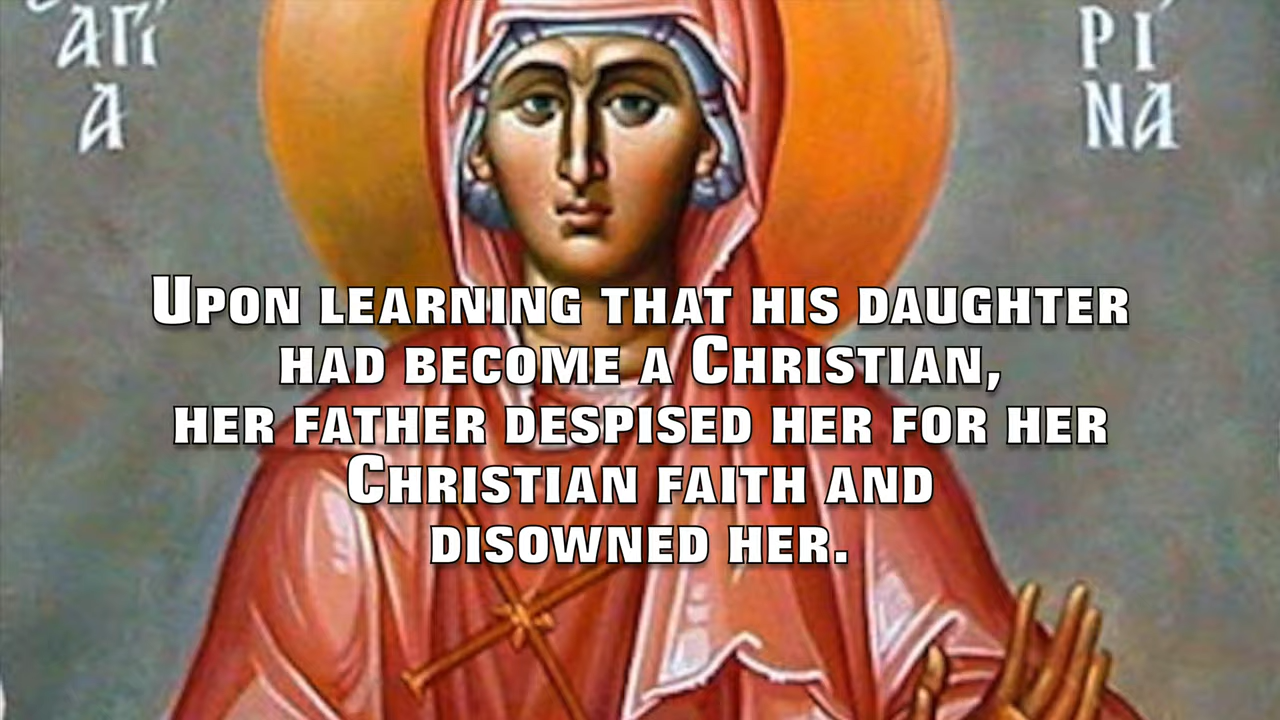 ΑΓΙ
Α
ΡΙ
ΝΑ
Upon learning that his daughter
had become a Christian,
her father despised her for her
Christian faith and
disowned her.